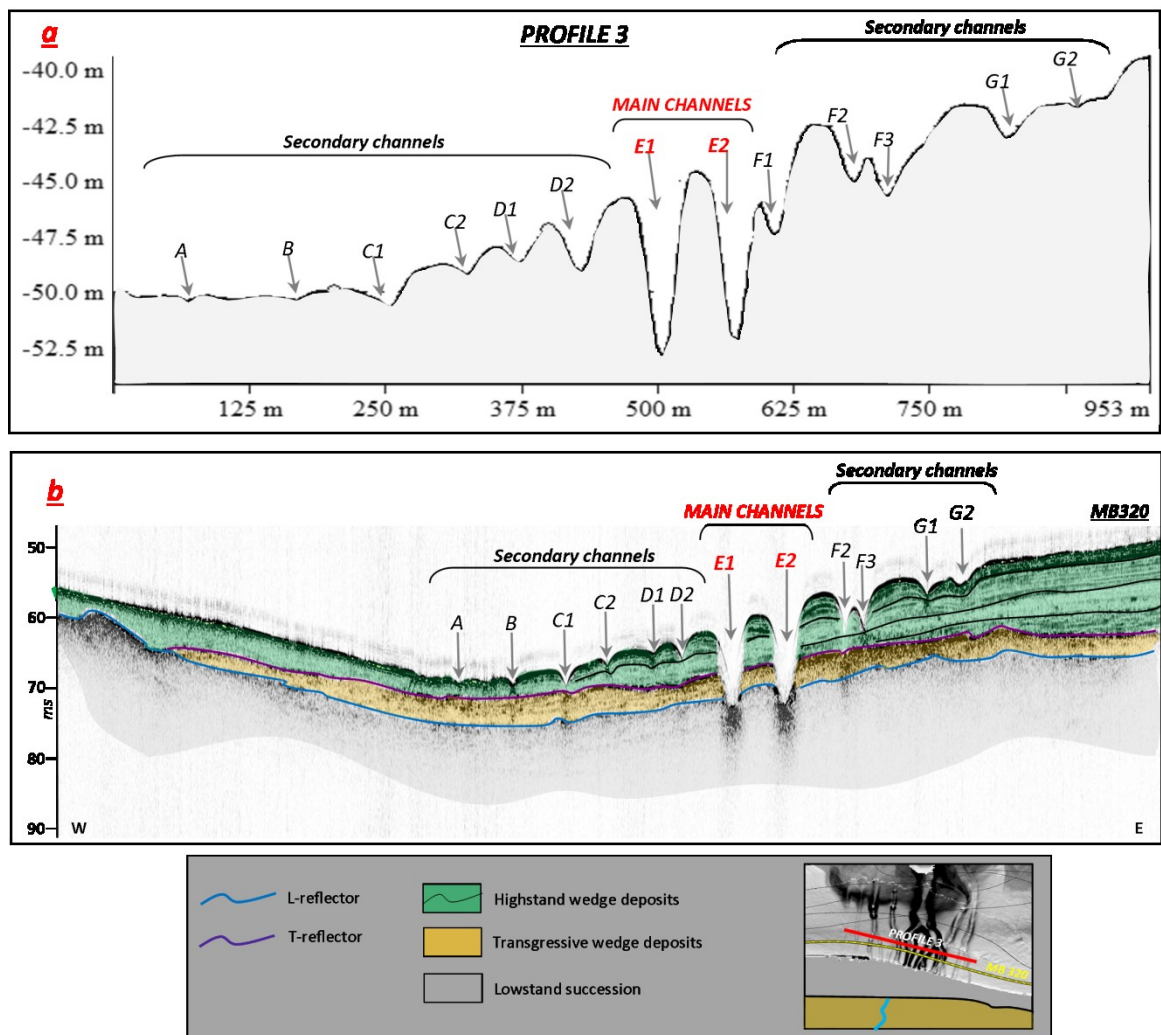 a
PROFILE 3
Secondary channels
-40.0 m
-42.5 m
-45.0 m
-47.5 m
-50.0 m
-52.5 m
Secondary channels
MAIN CHANNELS
A
B
C1
C2
D1
D2
E1
E2
F1
F2
F3
G1
G2
125 m
250 m
375 m
500 m
625 m
750 m
953 m
b
Secondary channels
MAIN CHANNELS
Secondary channels
MB320
50
60
70
80
90
ms
A
B
C1
C2
D1
D2
E1
E2
F2
F3
G1
G2
W
E
L-reflector
T-reflector
Highstand wedge deposits
Transgressive wedge deposits
Lowstand succession
PROFILE 3
MB 320